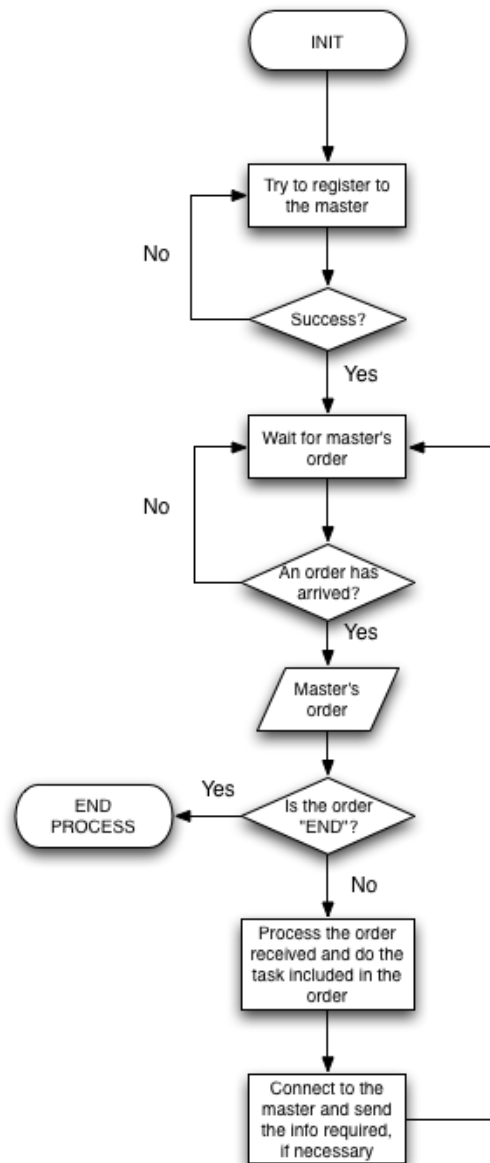 INIT
Try to register to
the master
No
Success?
Yes
Wait for master's
order
No
An order has
arrived?
Yes
Master's
order
Yes
END
PROCESS
Is the order
"END"?
No
Process the order
received and do the
task included in the
order
Connect to the
master and send
the info required,
if necessary